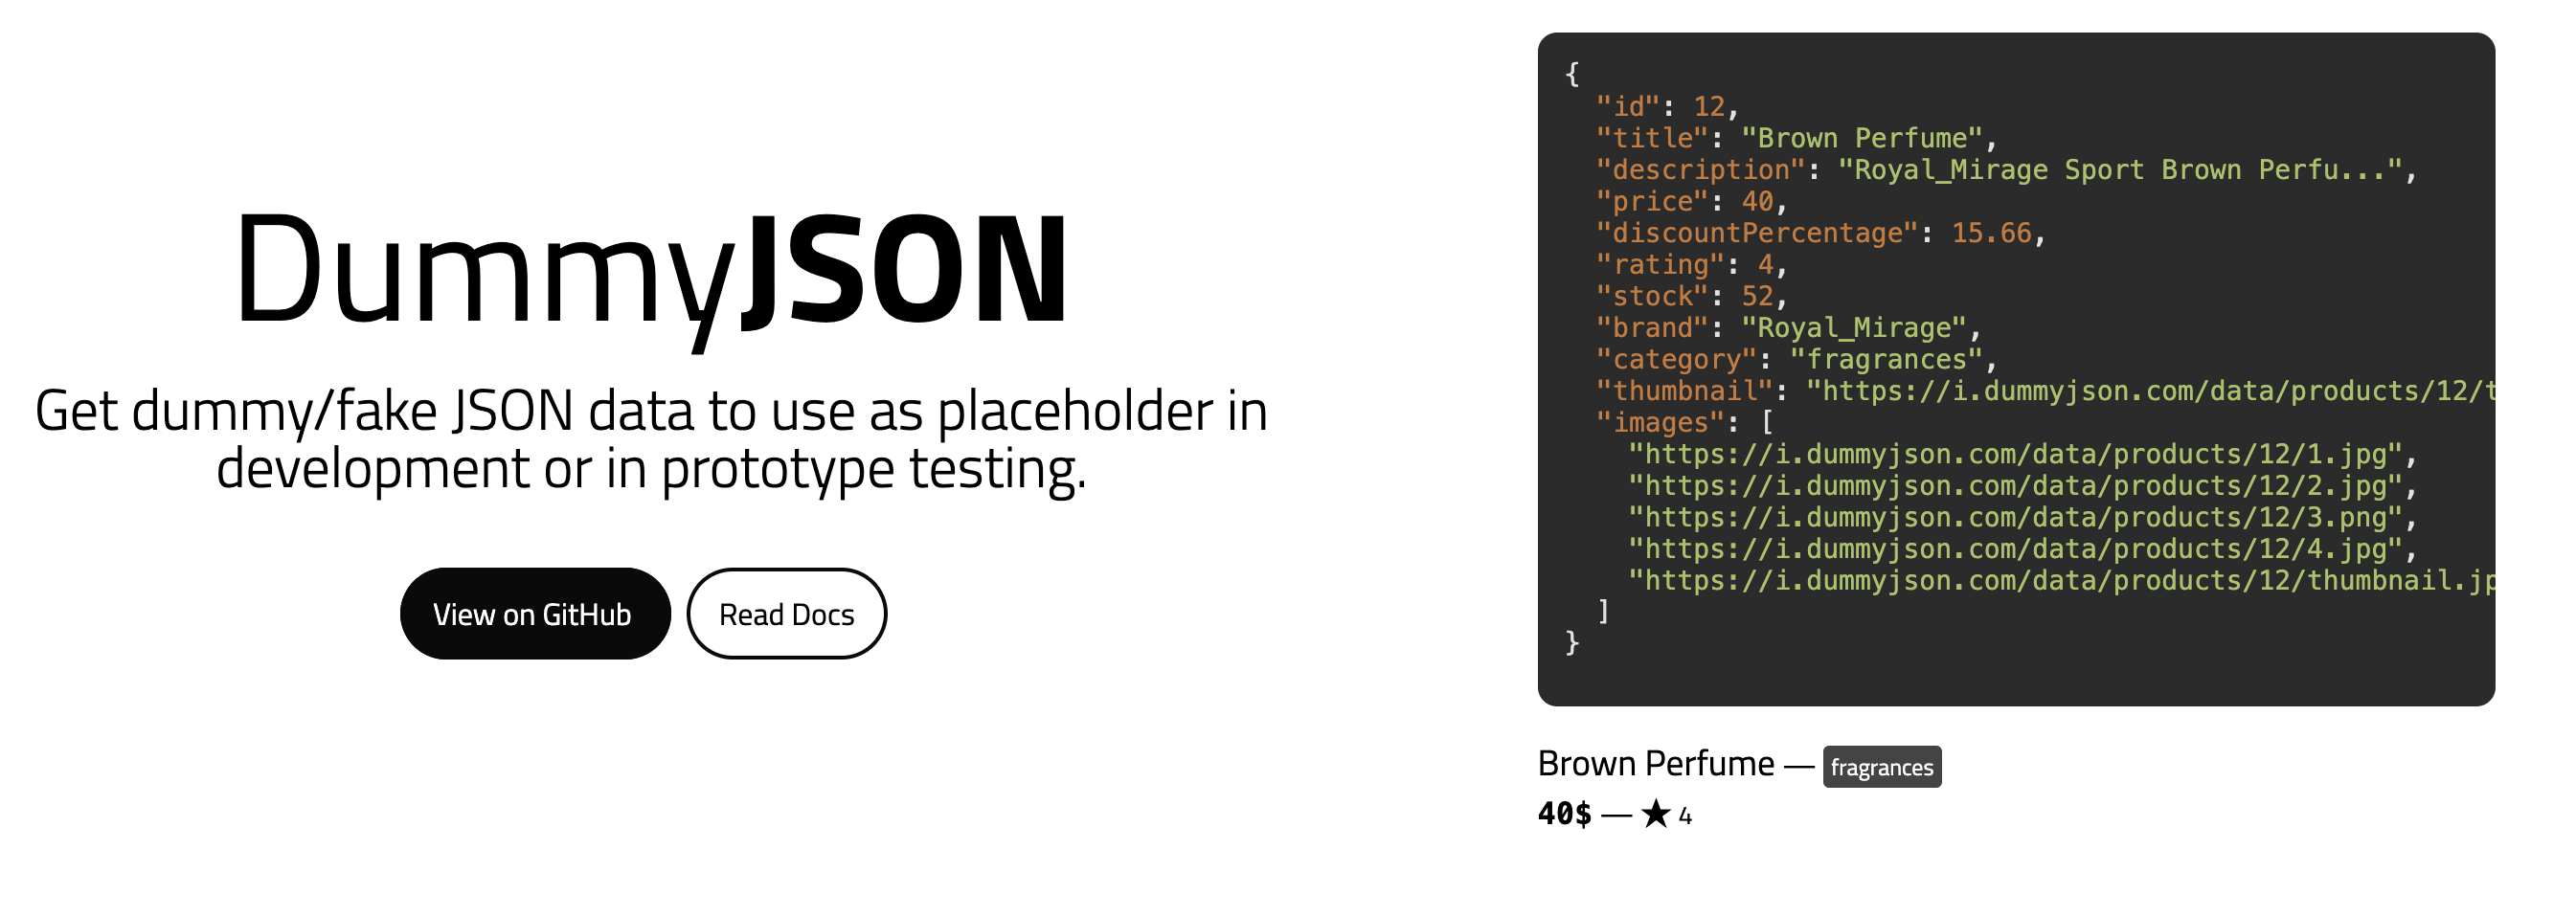 DummyJSON
Get dummy/fake JSON data to use as placeholder in
development or in prototype testing.
View on GitHub
Read Docs
{
"id": 12,
"title": "Brown Perfume",
"description": "Royal_Mirage Sport Brown Perfu...",
"price": 40,
"discountPercentage": 15.66,
"rating": 4,
"stock": 52,
"brand": "Royal_Mirage",
"category": "fragrances",
"thumbnail": "https://i.dummyjson.com/data/products/12/t
"images": [
"https://i.dummyjson.com/data/products/12/1.jpg",
"https://i.dummyjson.com/data/products/12/2.jpg",
"https://i.dummyjson.com/data/products/12/3.png",
"https://i.dummyjson.com/data/products/12/4.jpg",
"https://i.dummyjson.com/data/products/12/thumbnail.jp
]
}
Brown Perfume — fragrances
40$ — ★ 4